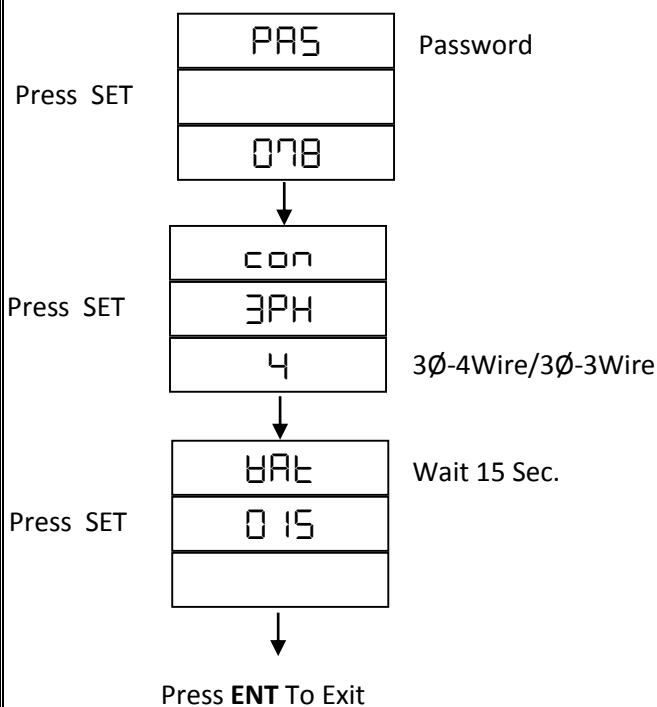 PAS Password
Press SET
078
con
Press SET 3PH
4 3Ø-4Wire/3Ø-3Wire
WAt Wait 15 Sec.
Press SET 015
Press ENT To Exit